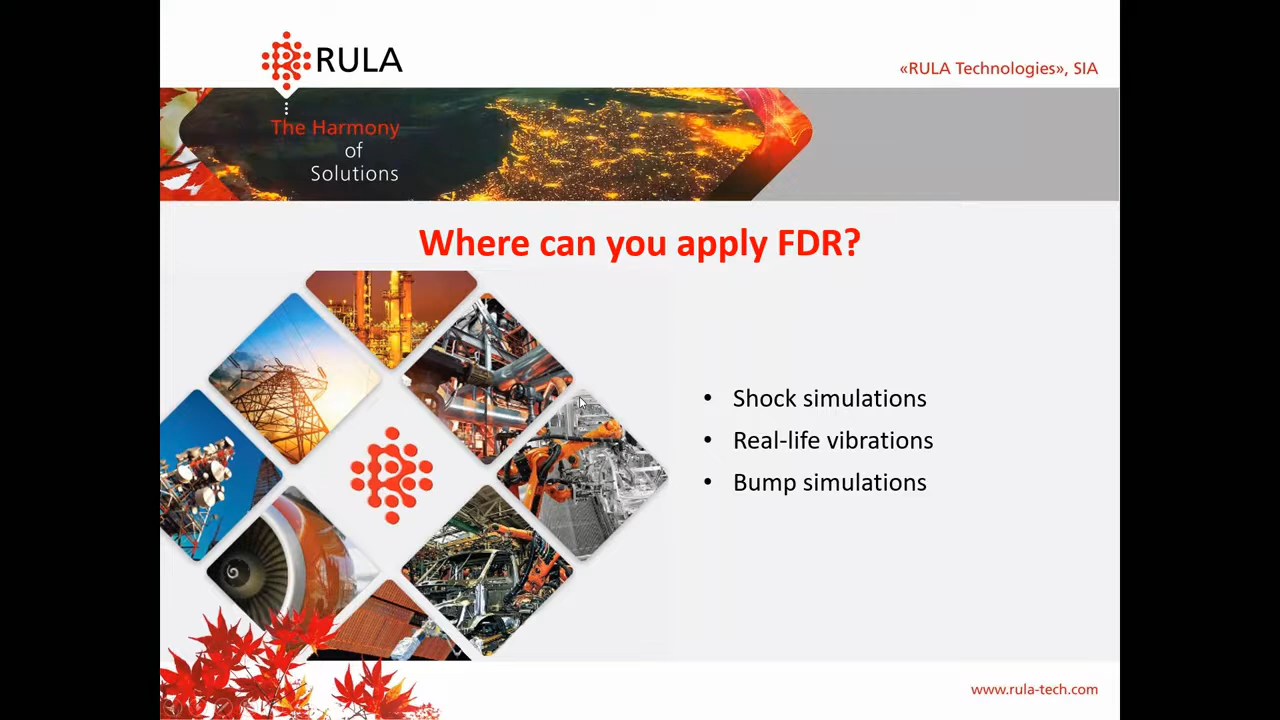 RULA
«RULA Technologies», SIA
The Harmony
of
Solutions
Where can you apply FDR?
• Shock simulations
• Real-life vibrations
• Bump simulations
www.rula-tech.com